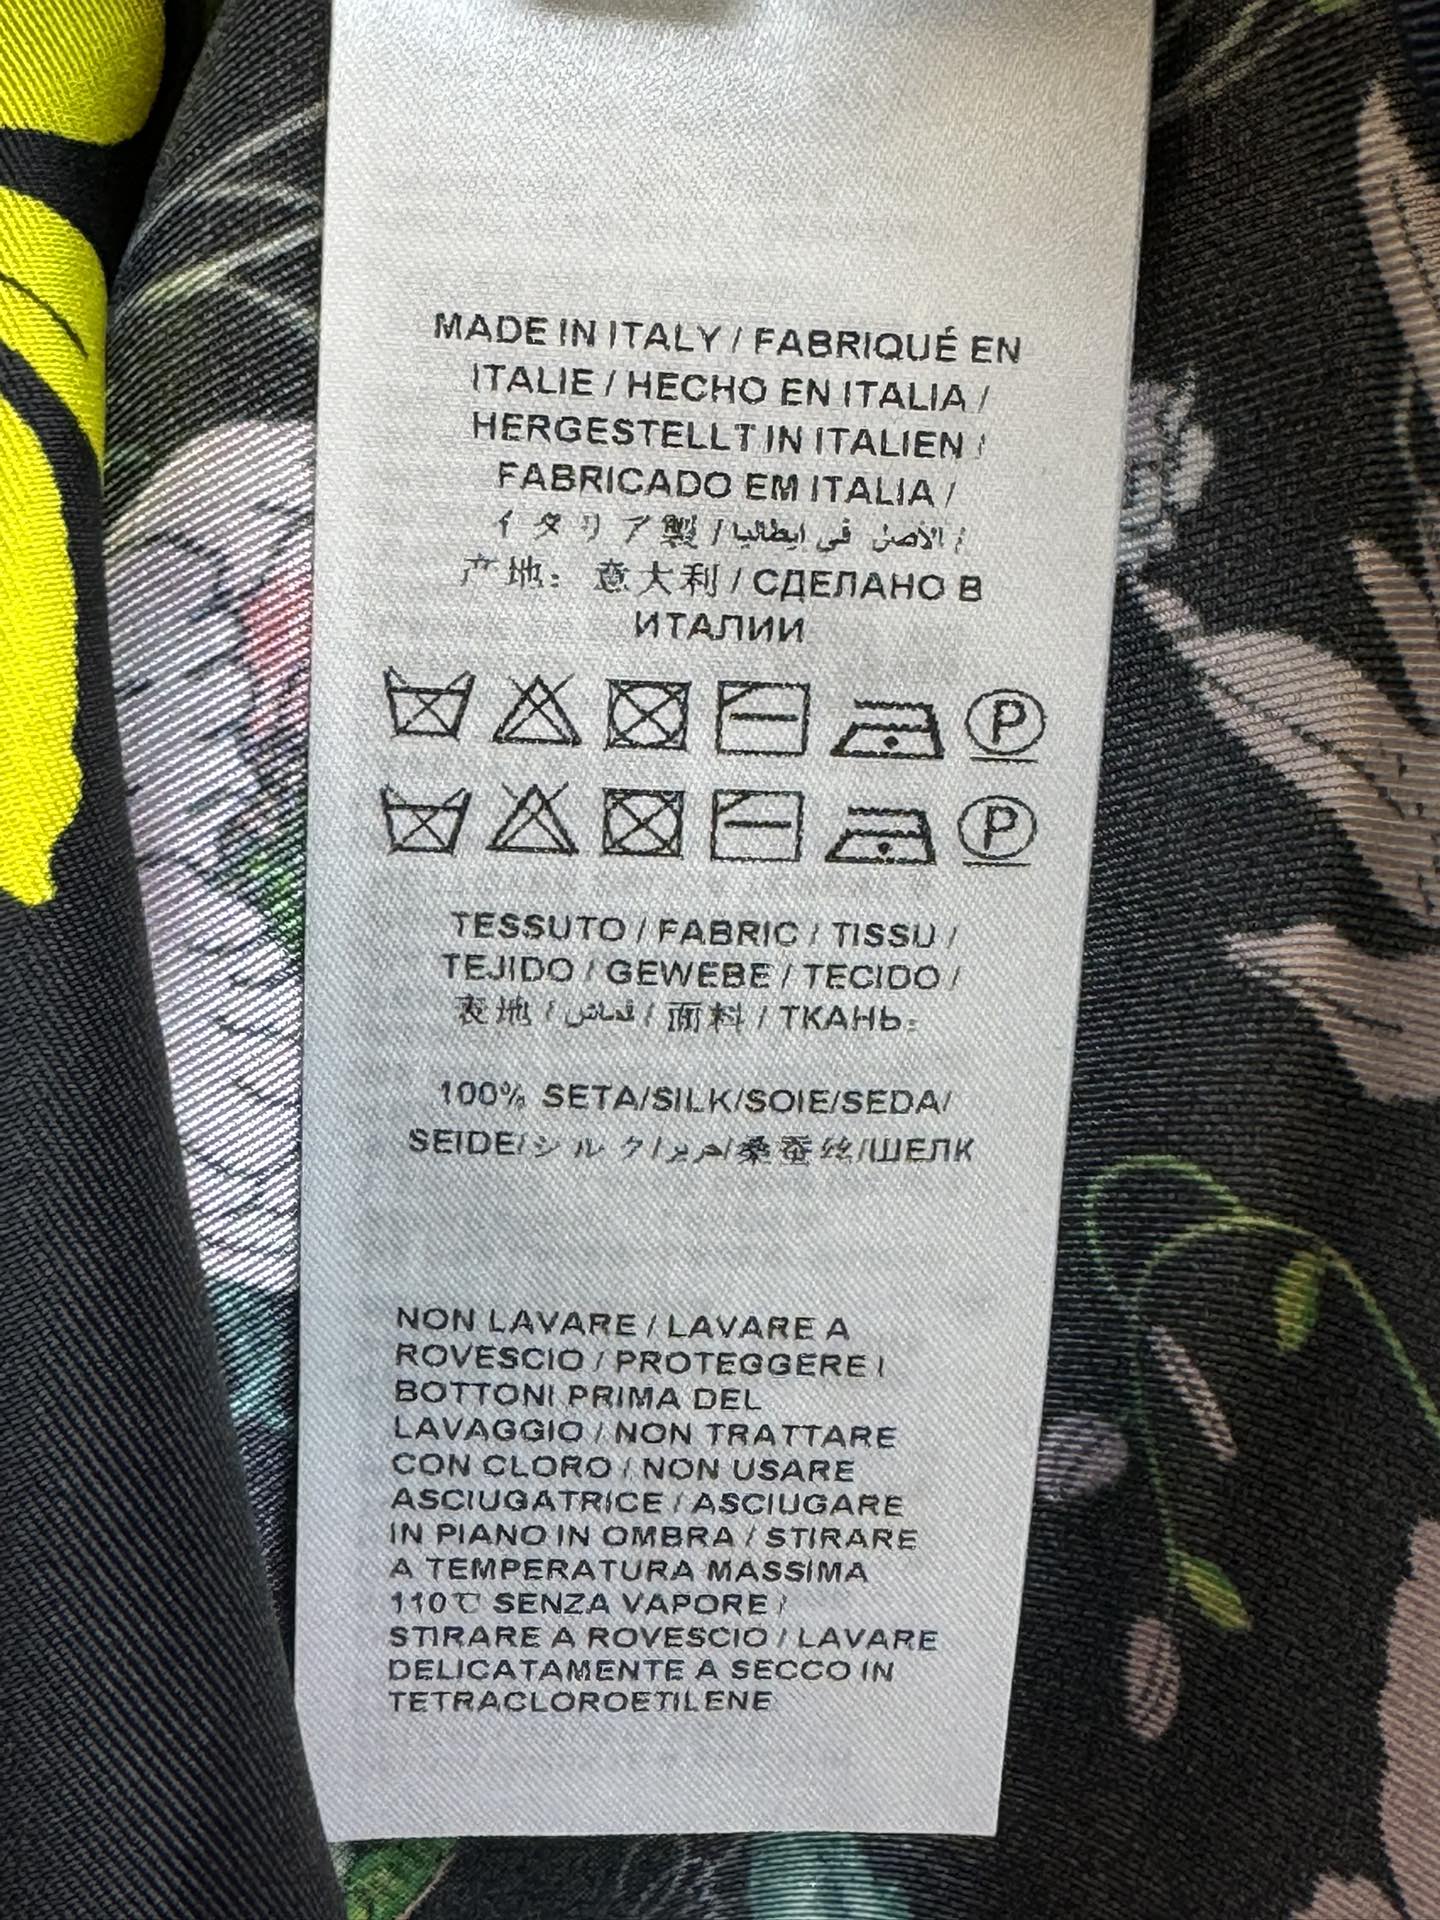 MADE IN ITALY / FABRIQUÉ EN
ITALIE / HECHO EN ITALIA /
HERGESTELLT IN ITALIEN /
FABRICADO EM ITALIA /
イタリア製 / الأصل في إيطاليا /
产地：意大利 / СДЕЛАНО В
ИТАЛИИ
P
P
TESSUTO / FABRIC / TISSU /
TEJIDO / GEWEBE / TECIDO /
表地 / قماش / 面料 / ТКАНЬ:
100% SETA/SILK/SOIE/SEDA/
SEIDE/シルク/حرير/桑蚕丝/ШЕЛК
NON LAVARE / LAVARE A
ROVESCIO / PROTEGGERE I
BOTTONI PRIMA DEL
LAVAGGIO / NON TRATTARE
CON CLORO / NON USARE
ASCIUGATRICE / ASCIUGARE
IN PIANO IN OMBRA / STIRARE
A TEMPERATURA MASSIMA
110℃ SENZA VAPORE /
STIRARE A ROVESCIO / LAVARE
DELICATAMENTE A SECCO IN
TETRACLOROETILENE